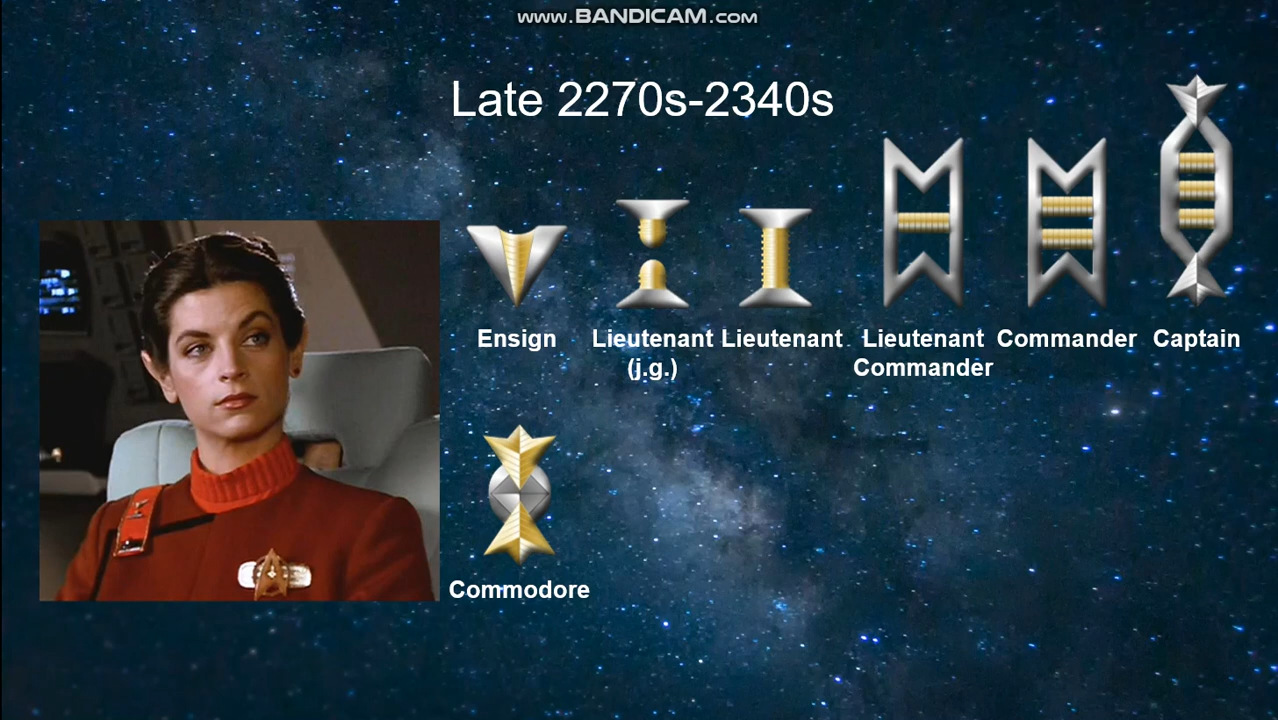 www.BANDICAM.com
Late 2270s-2340s
Ensign
Lieutenant
(j.g.)
Lieutenant
Lieutenant
Commander
Commander
Captain
Commodore